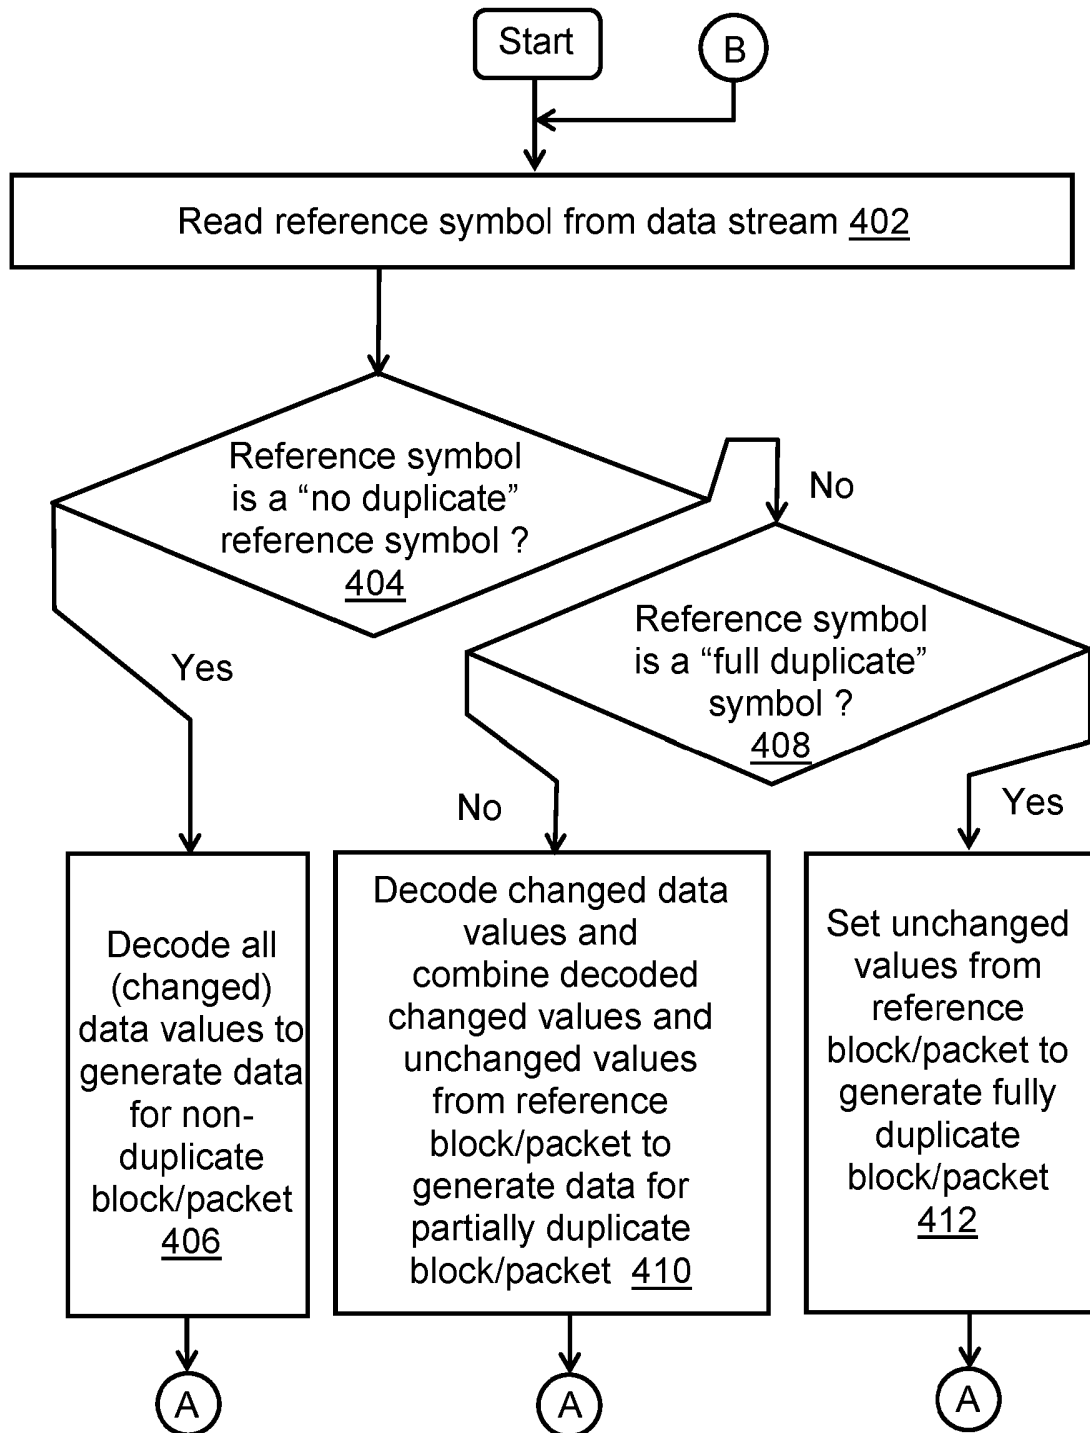 Start
B
Read reference symbol from data stream 402
Reference symbol
is a “no duplicate”
reference symbol ?
404
No
Reference symbol
is a “full duplicate”
symbol ?
408
Yes
No
Yes
Decode all
(changed)
data values to
generate data
for non-
duplicate
block/packet
406
Decode changed data
values and
combine decoded
changed values and
unchanged values
from reference
block/packet to
generate data for
partially duplicate
block/packet 410
Set unchanged
values from
reference
block/packet to
generate fully
duplicate
block/packet
412
A
A
A